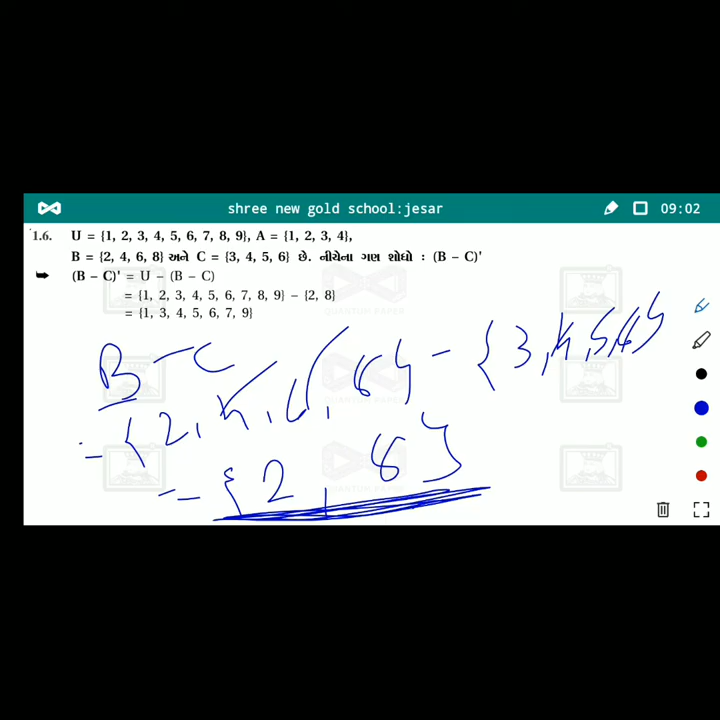 shree new gold school:jesar
09:02
1.6. U = {1, 2, 3, 4, 5, 6, 7, 8, 9}, A = {1, 2, 3, 4},
B = {2, 4, 6, 8} અને C = {3, 4, 5, 6} છે. નીચેના ગણ શોધો : (B – C)'
➥ (B – C)' = U – (B – C)
= {1, 2, 3, 4, 5, 6, 7, 8, 9} – {2, 8}
= {1, 3, 4, 5, 6, 7, 9}
B – C
= {2, 4, 6, 8} – {3, 4, 5, 6}
= {2, 8}